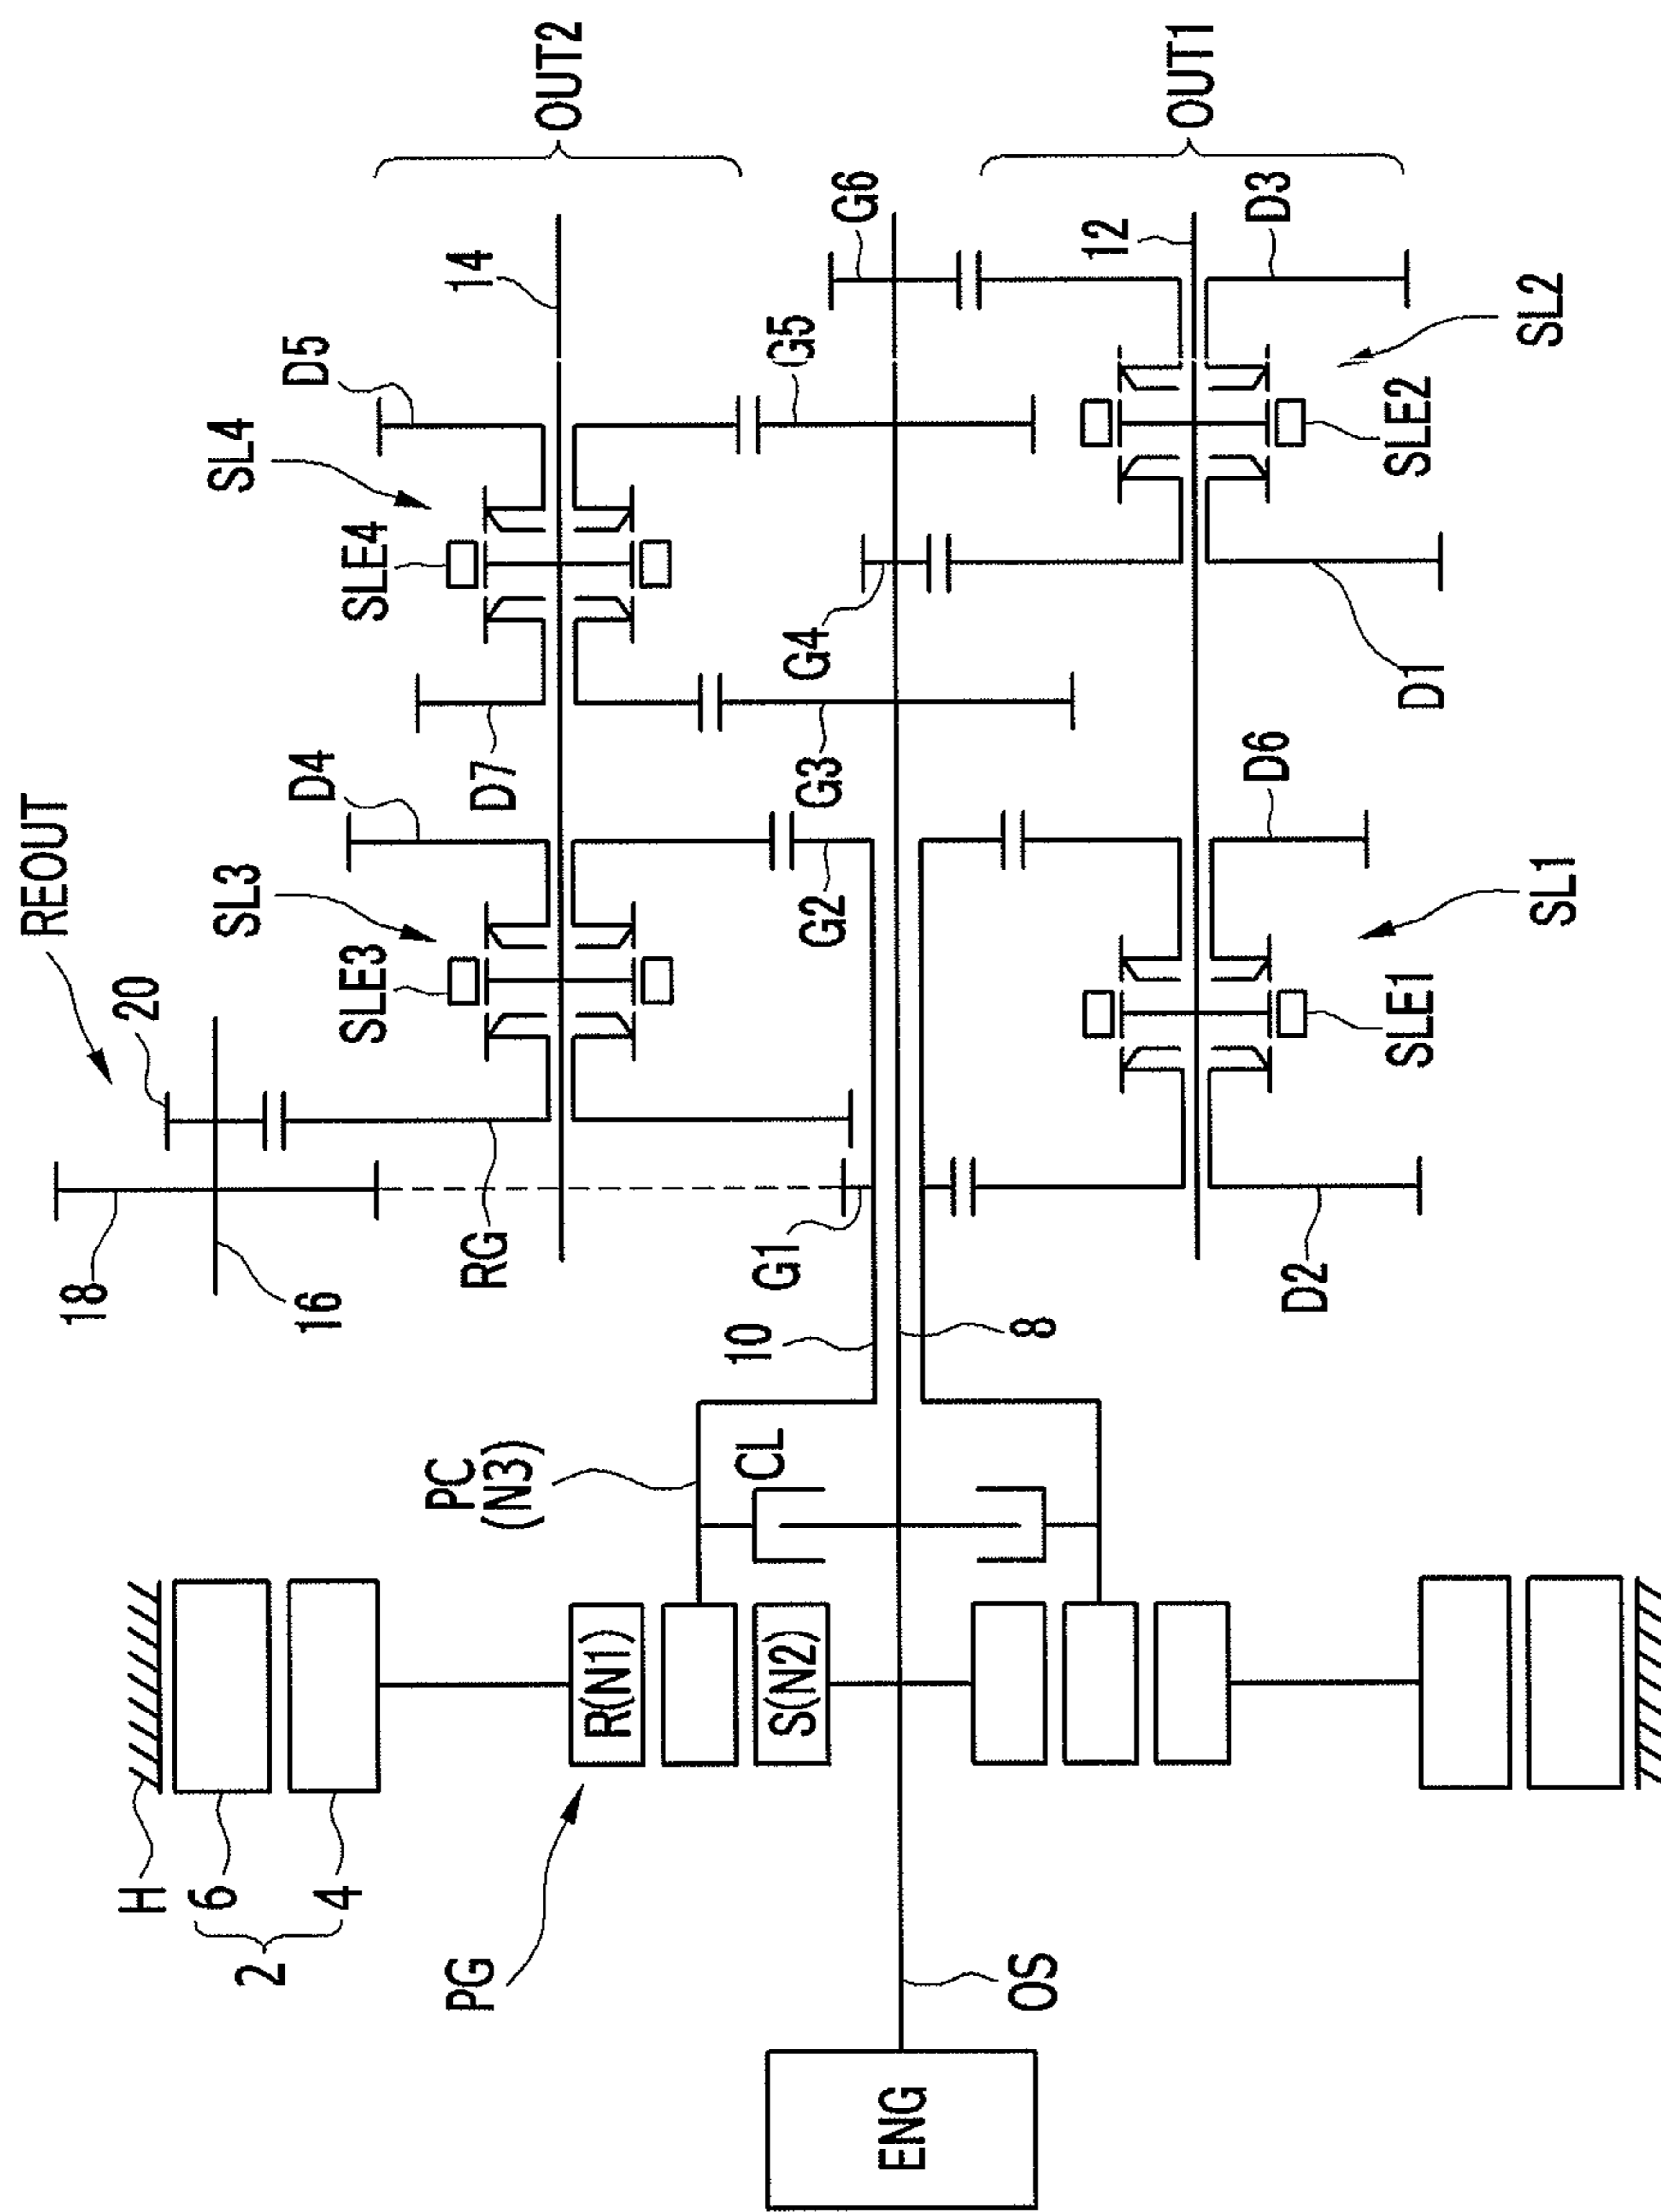 OUT2
OUT1
14
G6
12
D3
D5
G5
SL2
SL4
SLE4
SLE2
G4
D1
D7
G3
D4
D6
REOUT
SL3
G2
SL1
20
SLE3
SLE1
18
16
RG
G1
D2
10
8
PC
(N3)
CL
R(N1)
S(N2)
H
6
4
2
PG
OS
ENG